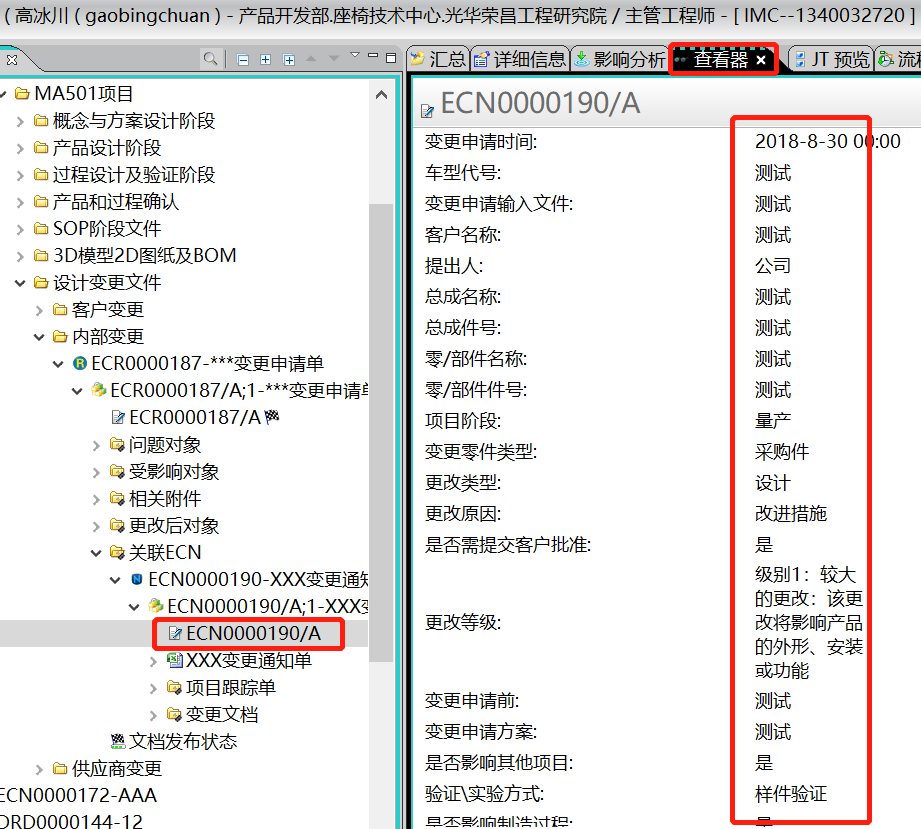 ( 高冰川 ( gaobingchuan ) - 产品开发部.座椅技术中心.光华荣昌工程研究院 / 主管工程师 - [ IMC--1340032720 ]
MA501项目
概念与方案设计阶段
产品设计阶段
过程设计及验证阶段
产品和过程确认
SOP阶段文件
3D模型2D图纸及BOM
设计变更文件
客户变更
内部变更
ECR0000187-***变更申请单
ECR0000187/A;1-***变更申请单
ECR0000187/A
问题对象
受影响对象
相关附件
更改后对象
关联ECN
ECN0000190-XXX变更通知
ECN0000190/A;1-XXX变
ECN0000190/A
XXX变更通知单
项目跟踪单
变更文档
文档发布状态
供应商变更
ECN0000172-AAA
DRD0000144-12
汇总 详细信息 影响分析 查看器 JT 预览 流程
ECN0000190/A
变更申请时间: 2018-8-30 00:00
车型代号: 测试
变更申请输入文件: 测试
客户名称: 测试
提出人: 公司
总成名称: 测试
总成件号: 测试
零/部件名称: 测试
零/部件件号: 测试
项目阶段: 量产
变更零件类型: 采购件
更改类型: 设计
更改原因: 改进措施
是否需提交客户批准: 是
更改等级: 级别1：较大
的更改：该更
改将影响产品
的外形、安装
或功能
变更申请前: 测试
变更申请方案: 测试
是否影响其他项目: 是
验证\实验方式: 样件验证
是否影响制造过程: 是